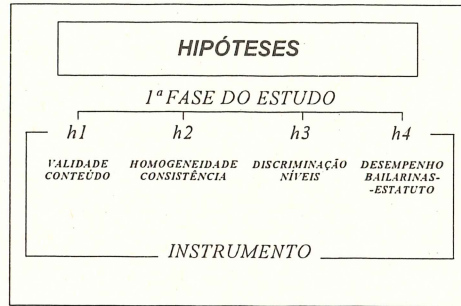 HIPÓTESES
1ª FASE DO ESTUDO
h1 h2 h3 h4
VALIDADE HOMOGENEIDADE DISCRIMINAÇÃO DESEMPENHO
CONTEÚDO CONSISTÊNCIA NÍVEIS BAILARINAS-
-ESTATUTO
INSTRUMENTO